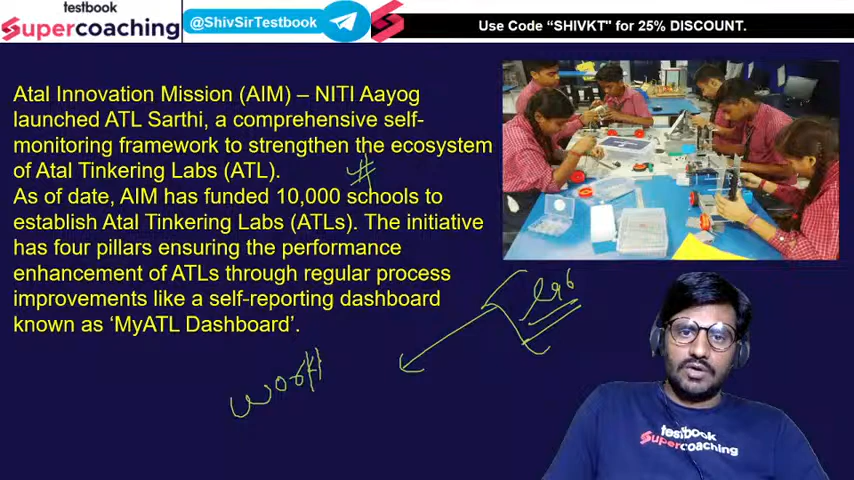 testbook
Supercoaching
@ShivSirTestbook
Use Code “SHIVKT" for 25% DISCOUNT.
Atal Innovation Mission (AIM) – NITI Aayog
launched ATL Sarthi, a comprehensive self-
monitoring framework to strengthen the ecosystem
of Atal Tinkering Labs (ATL).
As of date, AIM has funded 10,000 schools to
establish Atal Tinkering Labs (ATLs). The initiative
has four pillars ensuring the performance
enhancement of ATLs through regular process
improvements like a self-reporting dashboard
known as ‘MyATL Dashboard’.
work
testbook
Supercoaching